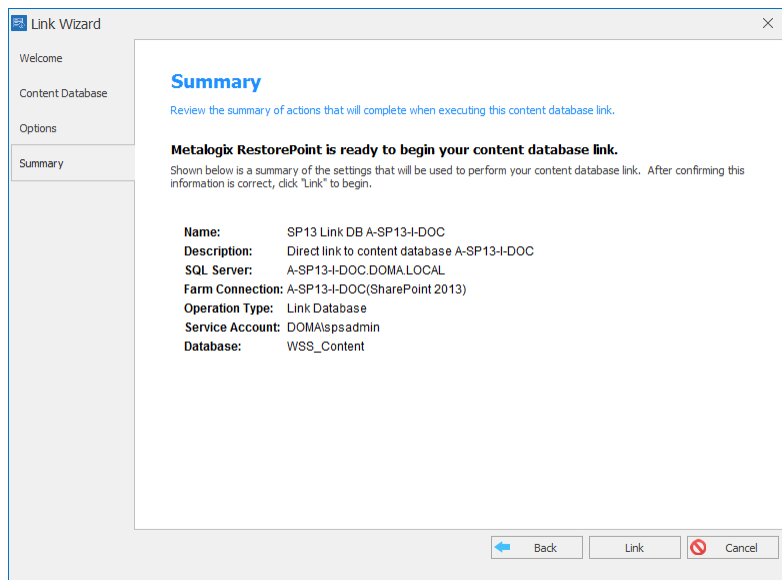 Link Wizard
Welcome
Content Database
Options
Summary
Summary
Review the summary of actions that will complete when executing this content database link.
Metalogix RestorePoint is ready to begin your content database link.
Shown below is a summary of the settings that will be used to perform your content database link.  After confirming this
information is correct, click "Link" to begin.
Name: SP13 Link DB A-SP13-I-DOC
Description: Direct link to content database A-SP13-I-DOC
SQL Server: A-SP13-I-DOC.DOMA.LOCAL
Farm Connection: A-SP13-I-DOC(SharePoint 2013)
Operation Type: Link Database
Service Account: DOMA\spsadmin
Database: WSS_Content
Back Link Cancel